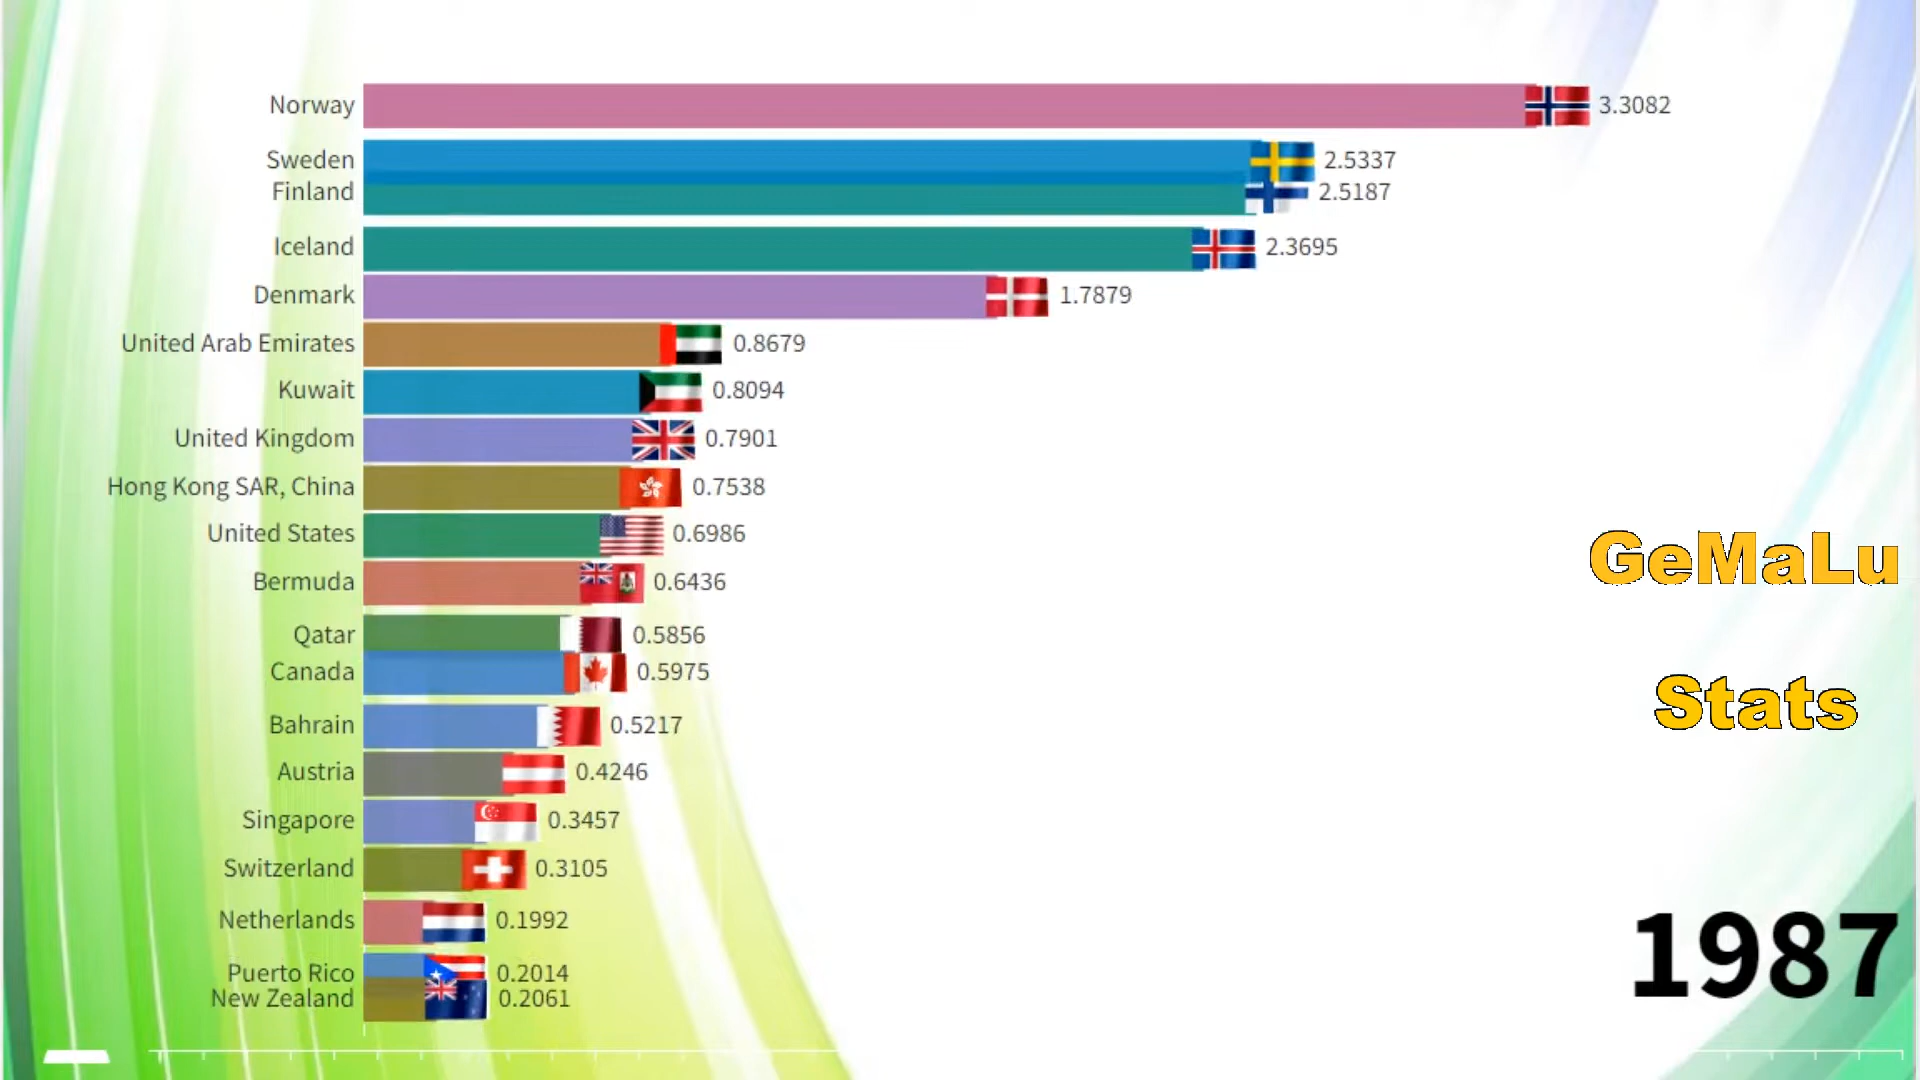 Norway 3.3082
Sweden 2.5337
Finland 2.5187
Iceland 2.3695
Denmark 1.7879
United Arab Emirates 0.8679
Kuwait 0.8094
United Kingdom 0.7901
Hong Kong SAR, China 0.7538
United States 0.6986
Bermuda 0.6436
Qatar 0.5856
Canada 0.5975
Bahrain 0.5217
Austria 0.4246
Singapore 0.3457
Switzerland 0.3105
Netherlands 0.1992
Puerto Rico 0.2014
New Zealand 0.2061
GeMaLu
Stats
1987